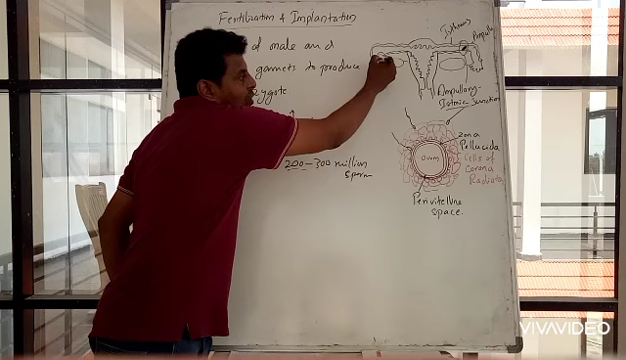 Fertilization & Implantation
of male and
gamets to produce
zygote
200-300 million
sperm
Isthmus
Ampulla
Ampullary-
Isthmic Junction
zona
Pellucida
Ovum
Cells of
Corona
Radiata
Perivitelline
space.
VIVAVIDEO